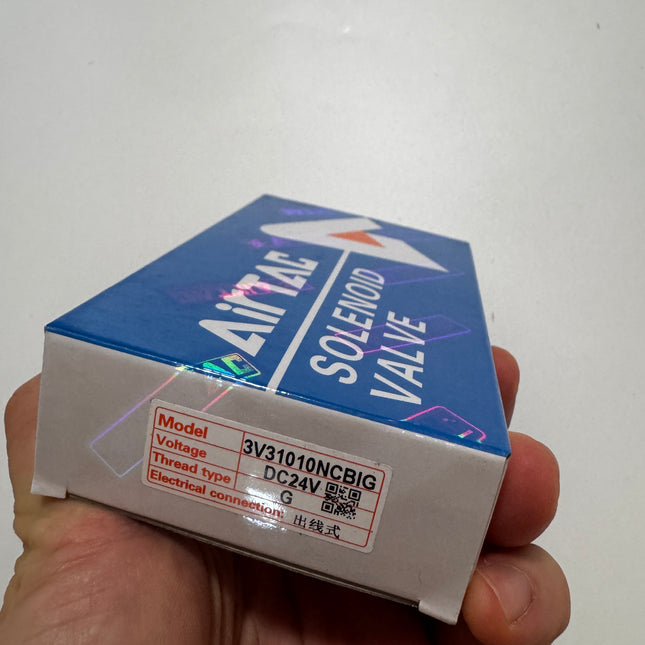 AirTAC
SOLENOID
VALVE
Model 3V31010NCBIG
Voltage DC24V
Thread type G
Electrical connection: 出线式